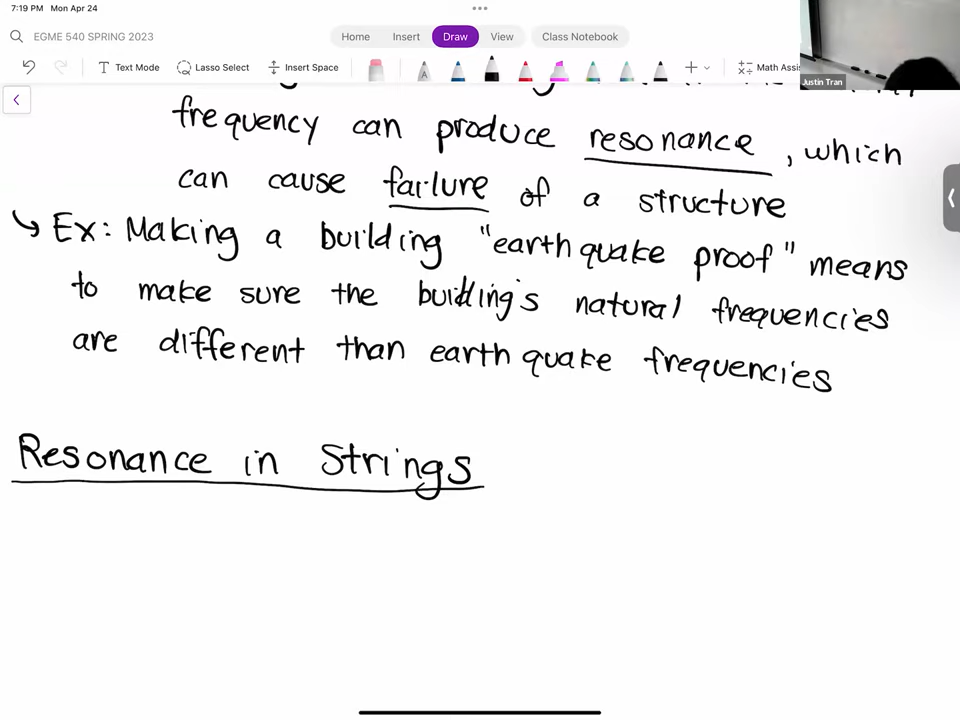 7:19 PM Mon Apr 24
EGME 540 SPRING 2023
Home Insert Draw View Class Notebook
Text Mode Lasso Select Insert Space Math Assis
Justin Tran
frequency can produce resonance, which
can cause failure of a structure
↳ Ex: Making a building "earthquake proof" means
to make sure the building's natural frequencies
are different than earthquake frequencies
Resonance in Strings